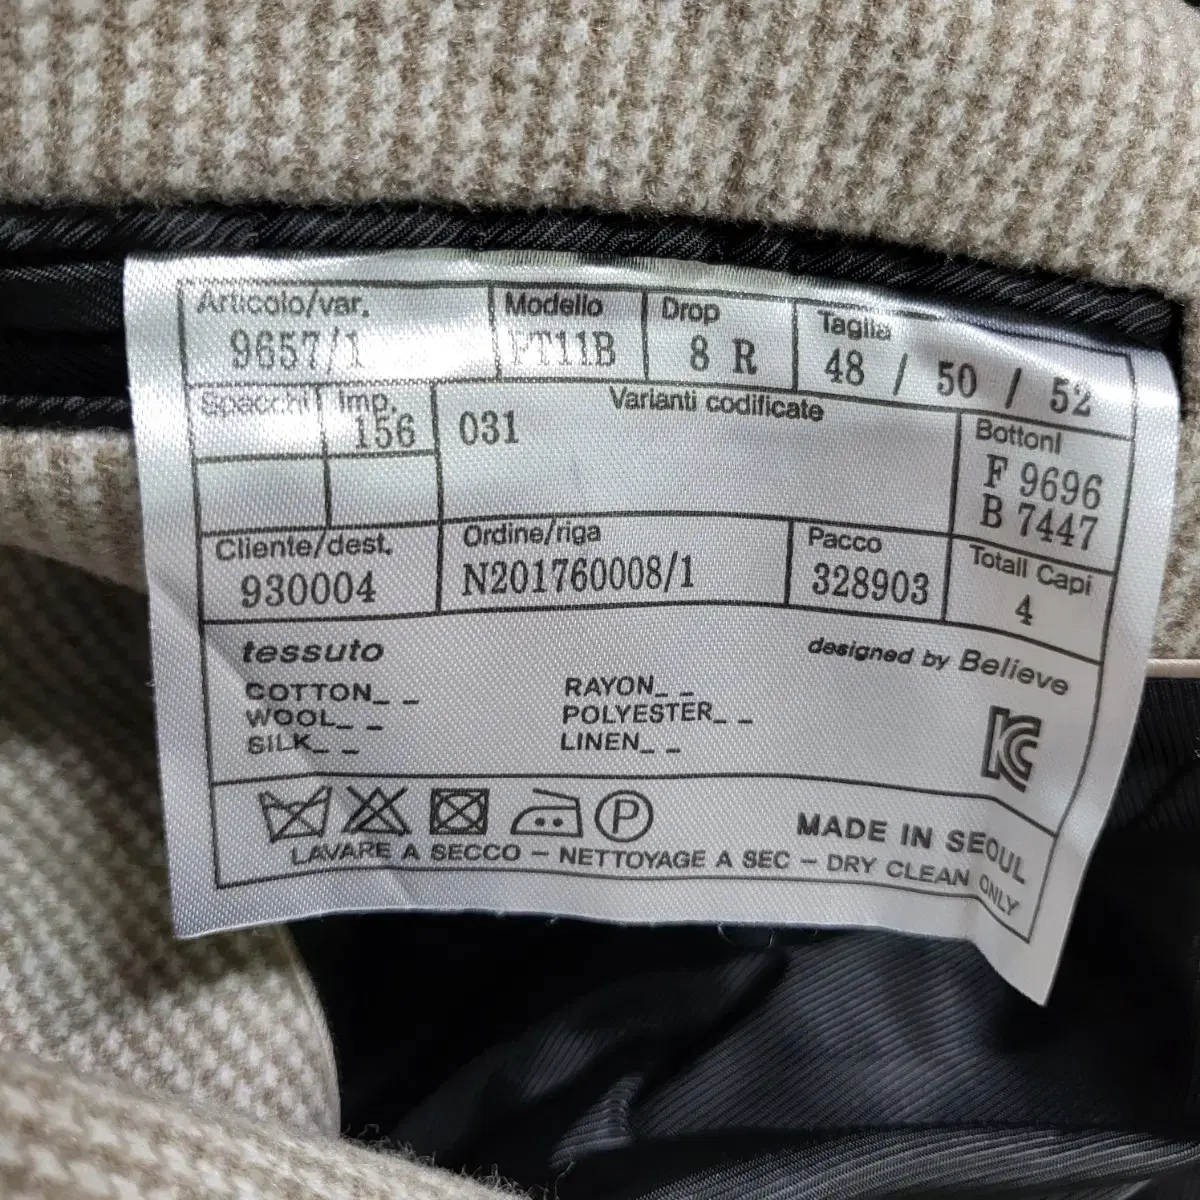 Articolo/var. Modello Drop Taglia
9657/1 FT11B 8 R 48 / 50 / 52
Spacchi Imp. Varianti codificate Bottoni
156 031 F 9696
B 7447
Cliente/dest. Ordine/riga Pacco Totali Capi
930004 N201760008/1 328903 4
tessuto designed by Believe
COTTON_ _ RAYON_ _
WOOL_ _ POLYESTER_ _
SILK_ _ LINEN_ _
KC
P
MADE IN SEOUL
LAVARE A SECCO – NETTOYAGE A SEC – DRY CLEAN ONLY